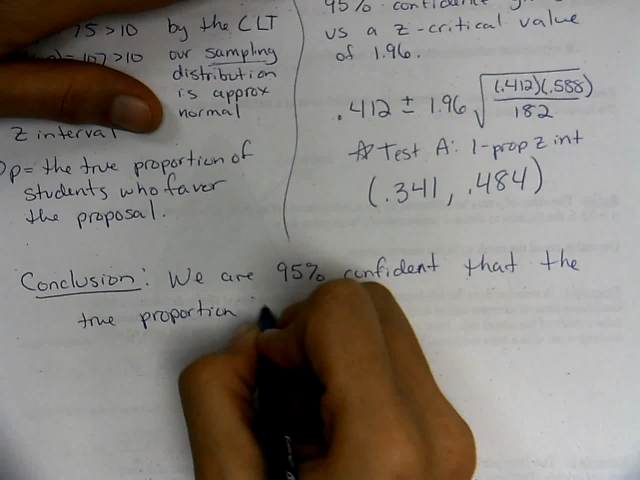 75 > 10 by the CLT
= 107 > 10 our sampling
distribution
is approx
normal
Z interval
p = the true proportion of
students who favor
the proposal.
95% confidence
us a z-critical value
of 1.96.
.412 ± 1.96 √((.412)(.588)/182)
Test A: 1-prop Z int
(.341, .484)
Conclusion: We are 95% confident that the
true proportion